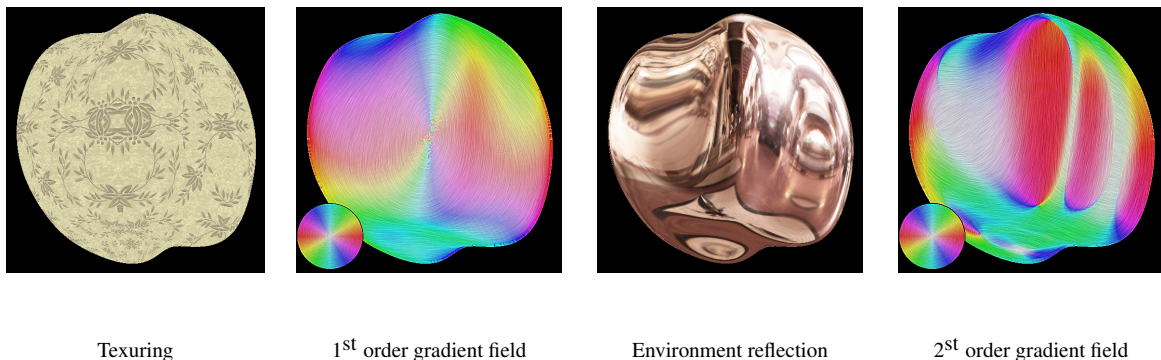 Texuring
1st order gradient field
Environment reflection
2st order gradient field